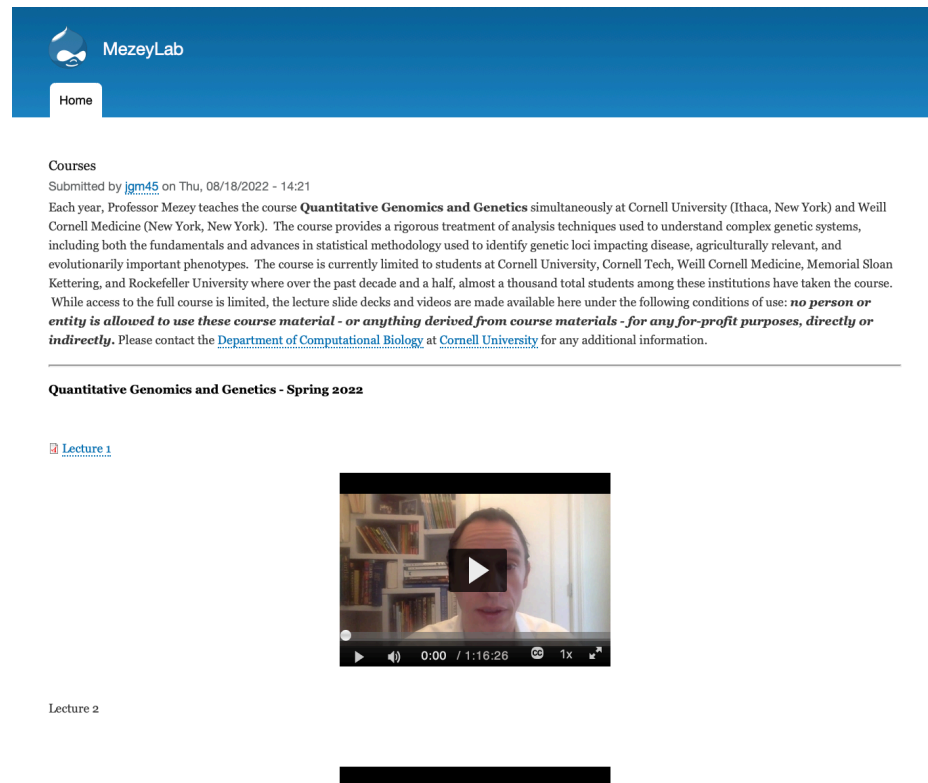 MezeyLab
Home
Courses
Submitted by jgm45 on Thu, 08/18/2022 - 14:21
Each year, Professor Mezey teaches the course Quantitative Genomics and Genetics simultaneously at Cornell University (Ithaca, New York) and Weill
Cornell Medicine (New York, New York).  The course provides a rigorous treatment of analysis techniques used to understand complex genetic systems,
including both the fundamentals and advances in statistical methodology used to identify genetic loci impacting disease, agriculturally relevant, and
evolutionarily important phenotypes.  The course is currently limited to students at Cornell University, Cornell Tech, Weill Cornell Medicine, Memorial Sloan
Kettering, and Rockefeller University where over the past decade and a half, almost a thousand total students among these institutions have taken the course.
While access to the full course is limited, the lecture slide decks and videos are made available here under the following conditions of use: no person or
entity is allowed to use these course material - or anything derived from course materials - for any for-profit purposes, directly or
indirectly. Please contact the Department of Computational Biology at Cornell University for any additional information.
Quantitative Genomics and Genetics - Spring 2022
Lecture 1
0:00 / 1:16:26 CC 1x
Lecture 2